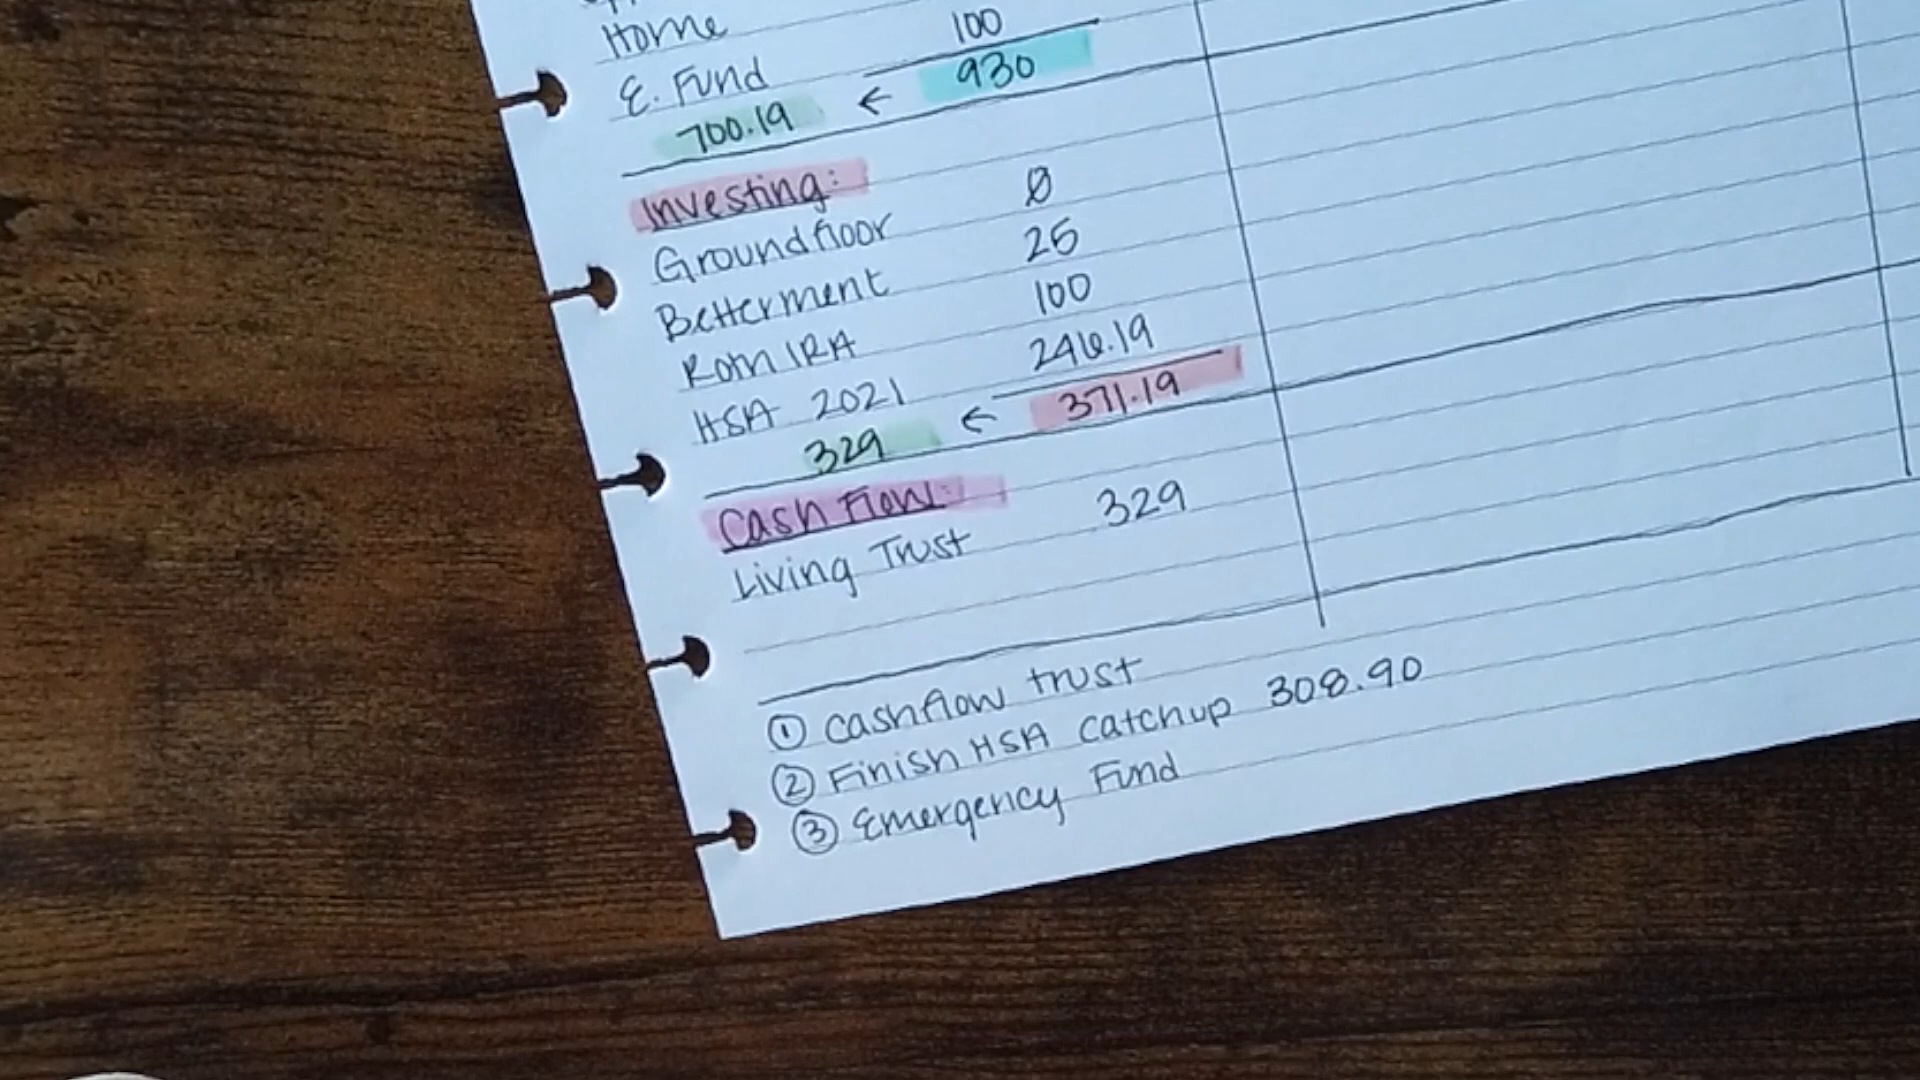 Home
E. Fund 100
700.19 ← 930
Investing:
Groundfloor Ø
Betterment 25
Roth IRA 100
HSA 2021 246.19
329 ← 371.19
Cash Flow:
Living Trust 329
① Cashflow trust
② Finish HSA catchup 308.90
③ Emergency Fund